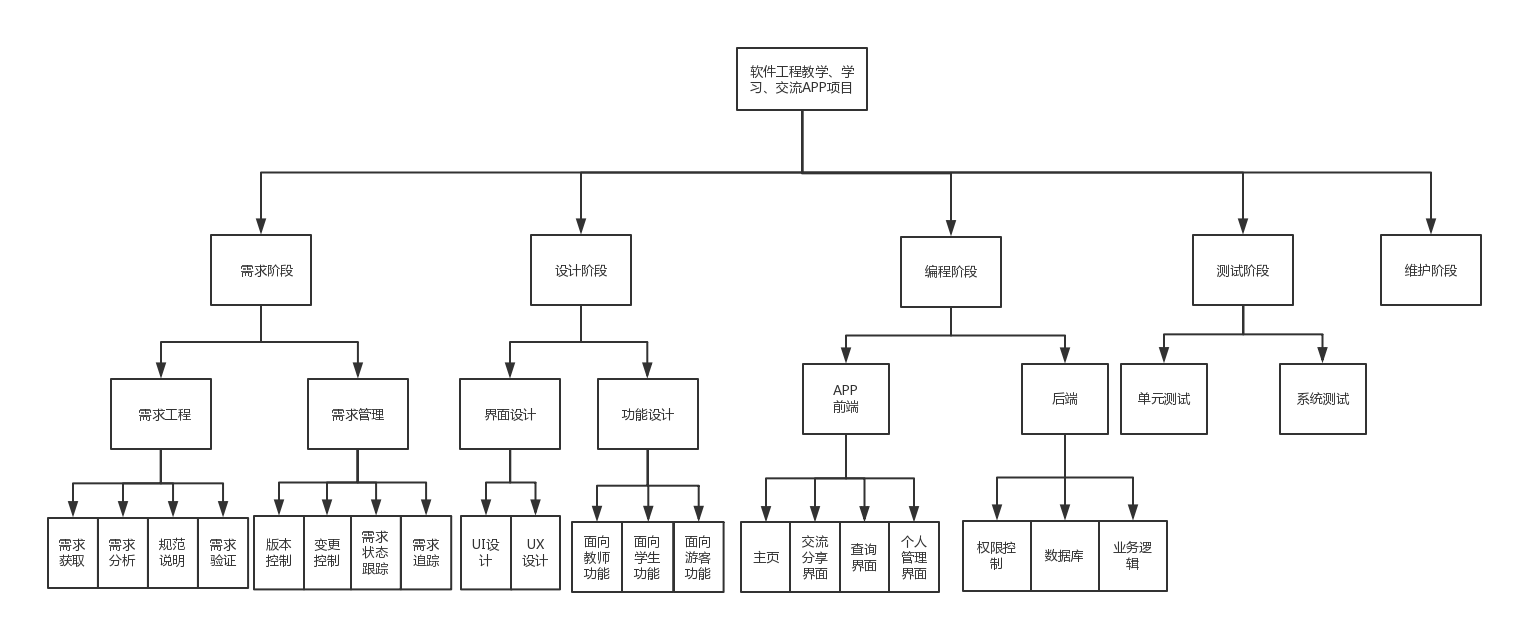 软件工程教学、学
习、交流APP项目
需求阶段
设计阶段
编程阶段
测试阶段
维护阶段
需求工程
需求管理
界面设计
功能设计
APP
前端
后端
单元测试
系统测试
需求
获取
需求
分析
规范
说明
需求
验证
版本
控制
变更
控制
需求
状态
跟踪
需求
追踪
UI设
计
UX
设计
面向
教师
功能
面向
学生
功能
面向
游客
功能
主页
交流
分享
界面
查询
界面
个人
管理
界面
权限控
制
数据库
业务逻
辑